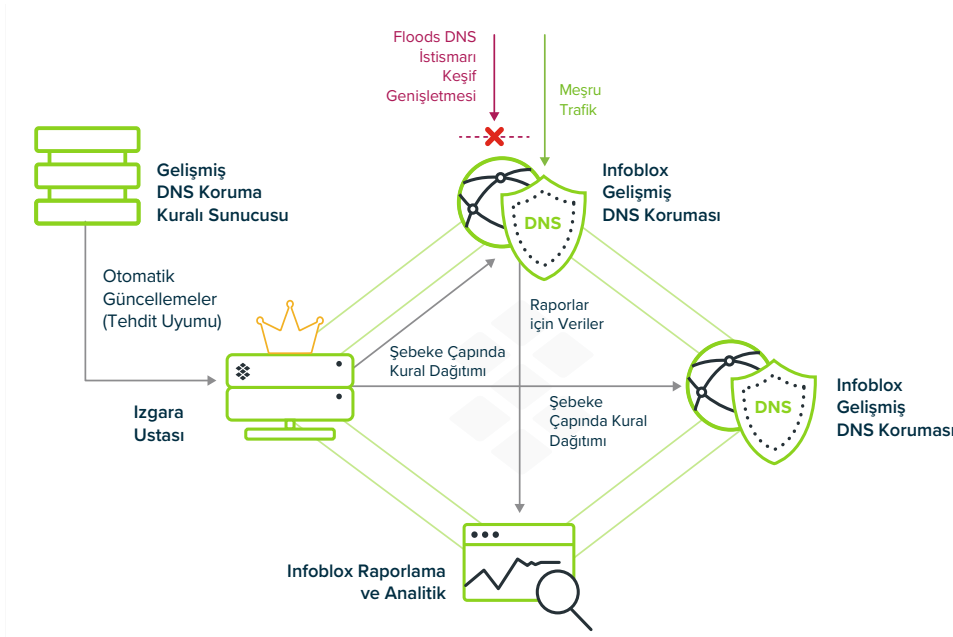 Floods DNS
İstismarı
Keşif
Genişletmesi
Meşru
Trafik
Gelişmiş
DNS Koruma
Kuralı Sunucusu
Infoblox
Gelişmiş
DNS Koruması
DNS
Otomatik
Güncellemeler
(Tehdit Uyumu)
Raporlar
için Veriler
Şebeke Çapında
Kural Dağıtımı
Izgara
Ustası
Şebeke
Çapında Kural
Dağıtımı
DNS
Infoblox
Gelişmiş
DNS Koruması
Infoblox Raporlama
ve Analitik